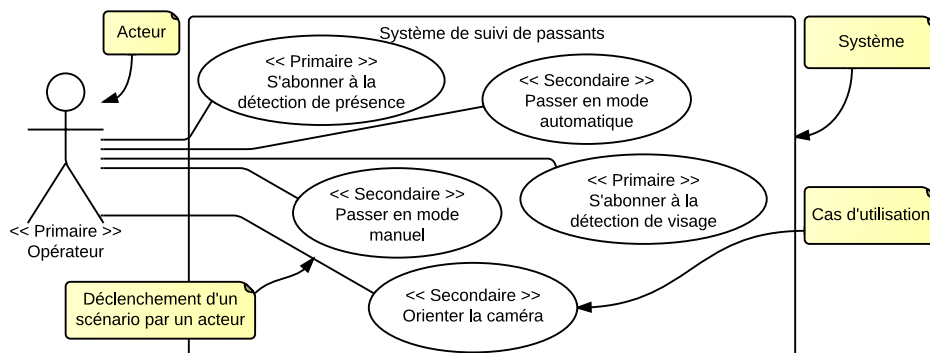 Acteur
Système de suivi de passants
Système
<< Primaire >>
S'abonner à la
détection de présence
<< Secondaire >>
Passer en mode
automatique
<< Primaire >>
S'abonner à la
détection de visage
<< Secondaire >>
Passer en mode
manuel
Cas d'utilisation
<< Primaire >>
Opérateur
<< Secondaire >>
Orienter la caméra
Déclenchement d'un
scénario par un acteur